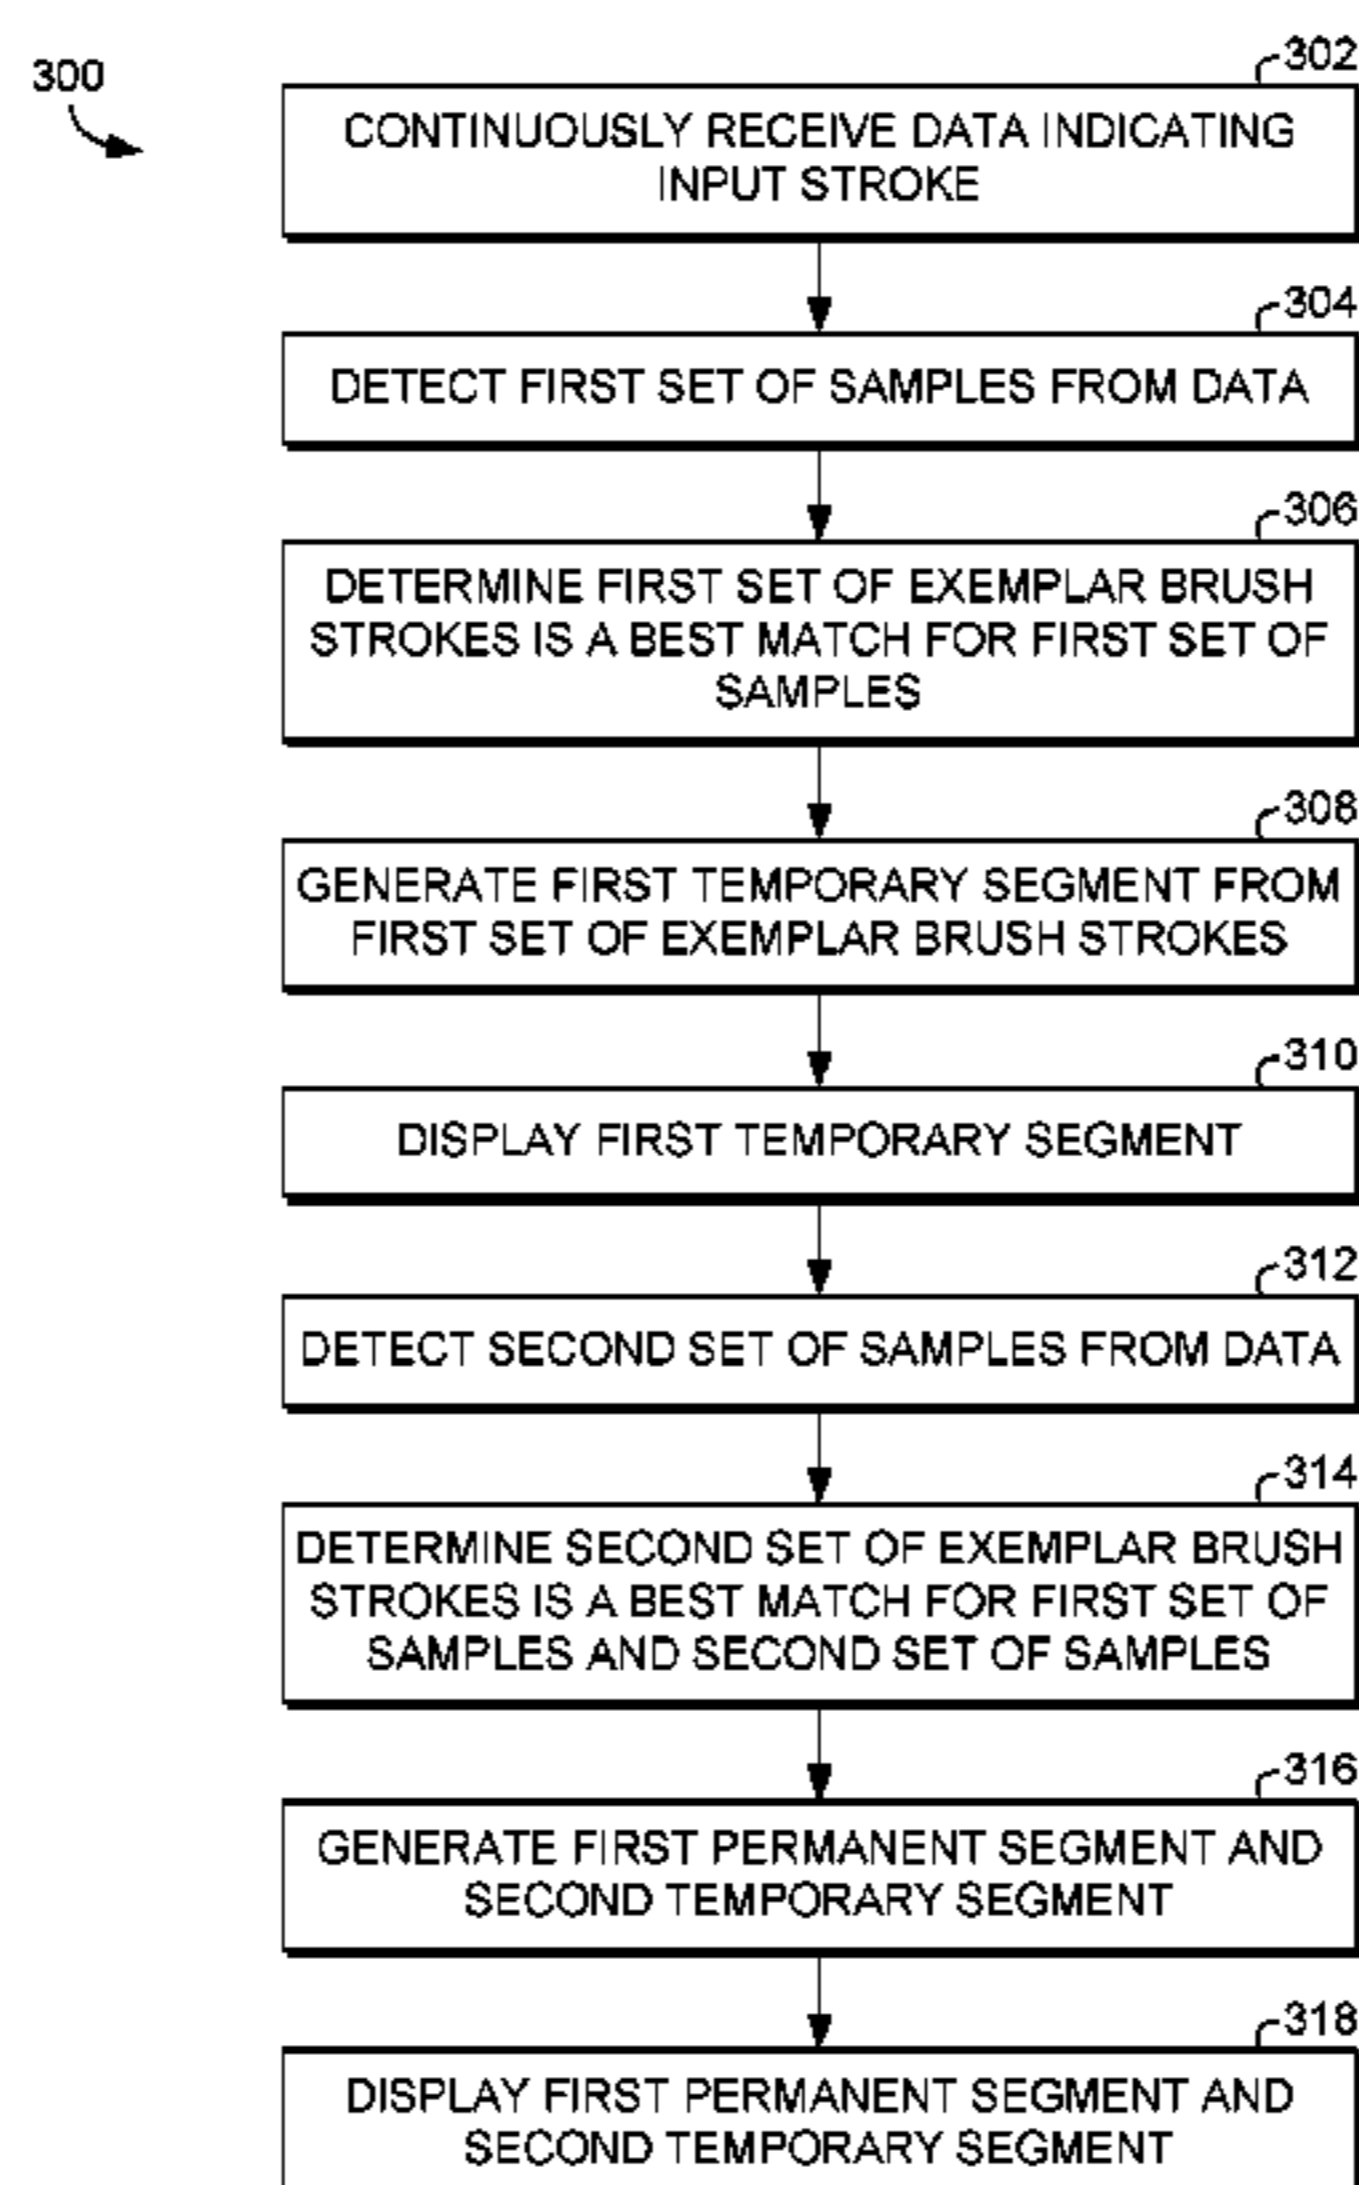 300
302
CONTINUOUSLY RECEIVE DATA INDICATING
INPUT STROKE
304
DETECT FIRST SET OF SAMPLES FROM DATA
306
DETERMINE FIRST SET OF EXEMPLAR BRUSH
STROKES IS A BEST MATCH FOR FIRST SET OF
SAMPLES
308
GENERATE FIRST TEMPORARY SEGMENT FROM
FIRST SET OF EXEMPLAR BRUSH STROKES
310
DISPLAY FIRST TEMPORARY SEGMENT
312
DETECT SECOND SET OF SAMPLES FROM DATA
314
DETERMINE SECOND SET OF EXEMPLAR BRUSH
STROKES IS A BEST MATCH FOR FIRST SET OF
SAMPLES AND SECOND SET OF SAMPLES
316
GENERATE FIRST PERMANENT SEGMENT AND
SECOND TEMPORARY SEGMENT
318
DISPLAY FIRST PERMANENT SEGMENT AND
SECOND TEMPORARY SEGMENT